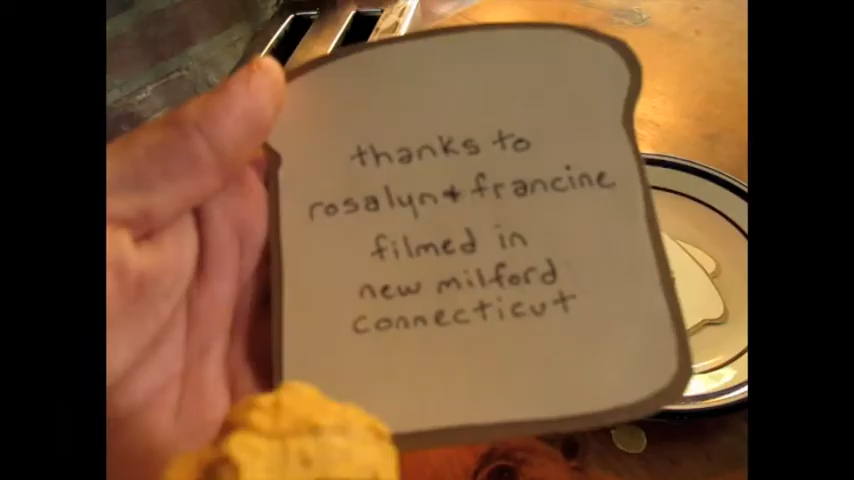 thanks to
rosalyn + francine
filmed in
new milford
connecticut